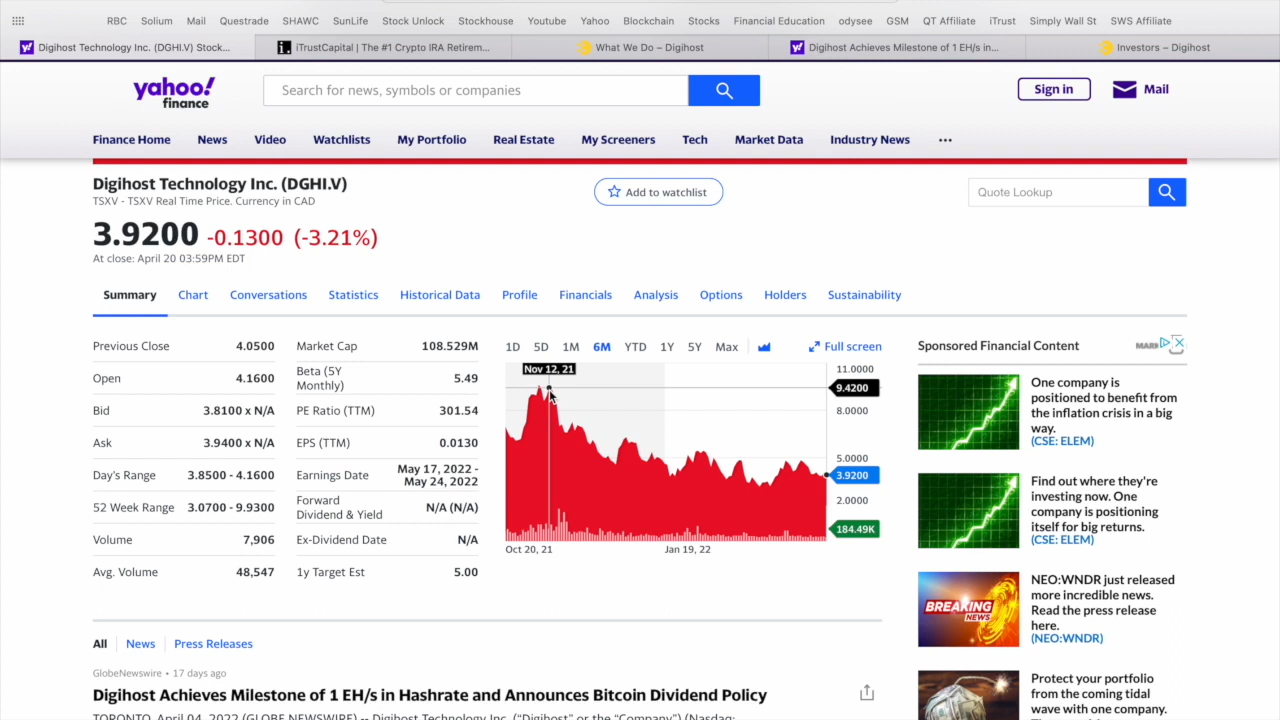 RBC Solium Mail Questrade SHAWC SunLife Stock Unlock Stockhouse Youtube Yahoo Blockchain Stocks Financial Education odysee GSM QT Affiliate iTrust Simply Wall St SWS Affiliate
Digihost Technology Inc. (DGHI.V) Stock... iTrustCapital | The #1 Crypto IRA Retirem... What We Do – Digihost Digihost Achieves Milestone of 1 EH/s in... Investors – Digihost
yahoo!
finance
Search for news, symbols or companies
Sign in
Mail
Finance Home News Video Watchlists My Portfolio Real Estate My Screeners Tech Market Data Industry News ...
Digihost Technology Inc. (DGHI.V)
TSXV - TSXV Real Time Price. Currency in CAD
Add to watchlist
Quote Lookup
3.9200 -0.1300 (-3.21%)
At close: April 20 03:59PM EDT
Summary Chart Conversations Statistics Historical Data Profile Financials Analysis Options Holders Sustainability
Previous Close 4.0500
Open 4.1600
Bid 3.8100 x N/A
Ask 3.9400 x N/A
Day's Range 3.8500 - 4.1600
52 Week Range 3.0700 - 9.9300
Volume 7,906
Avg. Volume 48,547
Market Cap 108.529M
Beta (5Y
Monthly) 5.49
PE Ratio (TTM) 301.54
EPS (TTM) 0.0130
Earnings Date May 17, 2022 -
May 24, 2022
Forward
Dividend & Yield N/A (N/A)
Ex-Dividend Date N/A
1y Target Est 5.00
1D 5D 1M 6M YTD 1Y 5Y Max Full screen
Nov 12, 21
11.0000
9.4200
8.0000
5.0000
3.9200
2.0000
184.49K
Oct 20, 21 Jan 19, 22
Sponsored Financial Content
One company is
positioned to benefit from
the inflation crisis in a big
way.
(CSE: ELEM)
Find out where they're
investing now. One
company is positioning
itself for big returns.
(CSE: ELEM)
BREAKING
NEWS
NEO:WNDR just released
more incredible news.
Read the press release
here.
(NEO:WNDR)
Protect your portfolio
from the coming tidal
wave with one company.
All News Press Releases
GlobeNewswire • 17 days ago
Digihost Achieves Milestone of 1 EH/s in Hashrate and Announces Bitcoin Dividend Policy
TORONTO, April 04, 2022 (GLOBE NEWSWIRE) -- Digihost Technology Inc. ("Digihost" or the "Company") (Nasdaq: